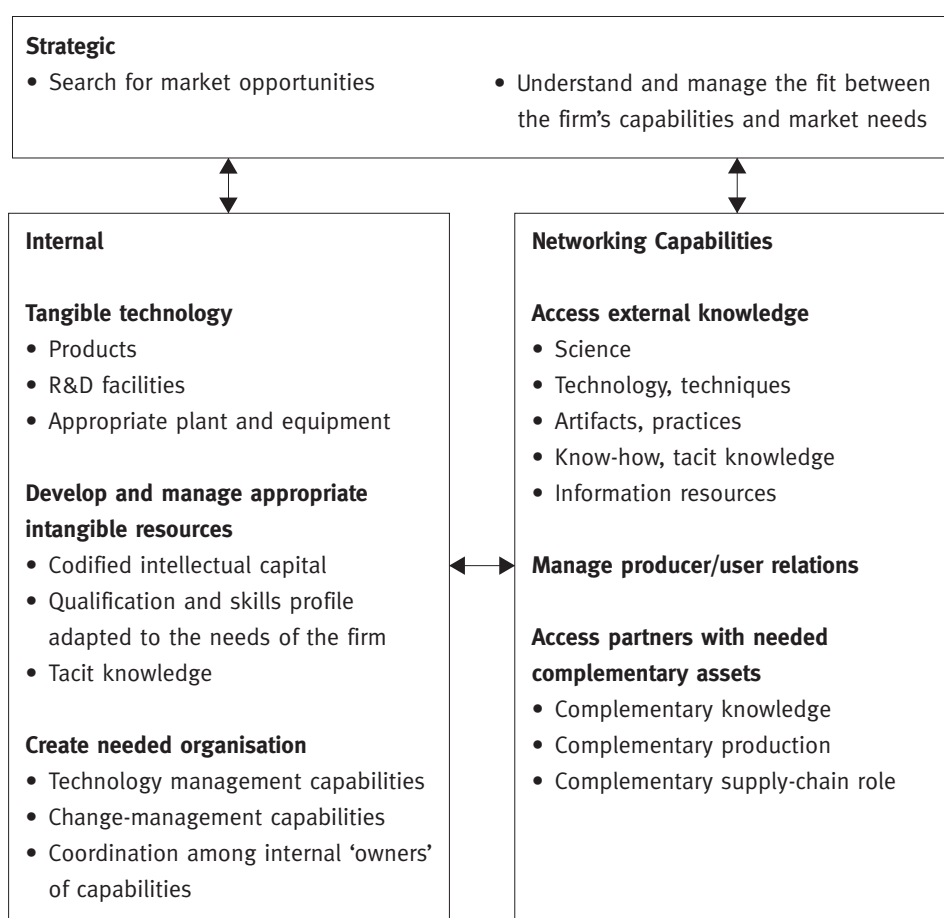 Strategic
• Search for market opportunities
• Understand and manage the fit between
the firm's capabilities and market needs
Internal
Tangible technology
• Products
• R&D facilities
• Appropriate plant and equipment
Develop and manage appropriate
intangible resources
• Codified intellectual capital
• Qualification and skills profile
adapted to the needs of the firm
• Tacit knowledge
Create needed organisation
• Technology management capabilities
• Change-management capabilities
• Coordination among internal ‘owners’
of capabilities
Networking Capabilities
Access external knowledge
• Science
• Technology, techniques
• Artifacts, practices
• Know-how, tacit knowledge
• Information resources
Manage producer/user relations
Access partners with needed
complementary assets
• Complementary knowledge
• Complementary production
• Complementary supply-chain role